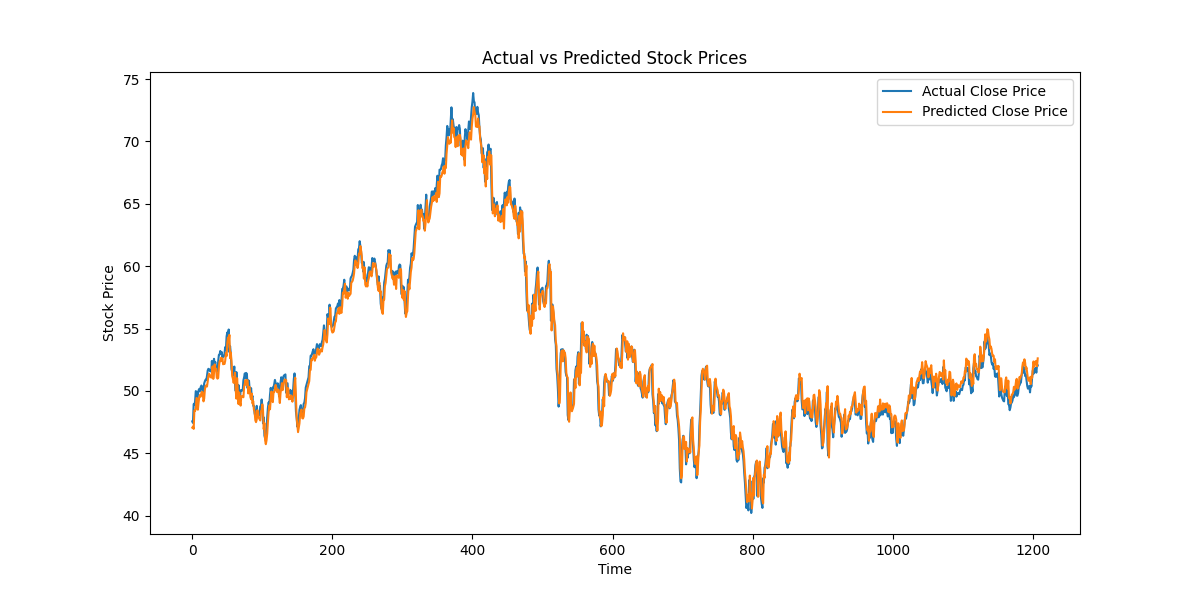 Actual vs Predicted Stock Prices
Actual Close Price
Predicted Close Price
Stock Price
75
70
65
60
55
50
45
40
0 200 400 600 800 1000 1200
Time